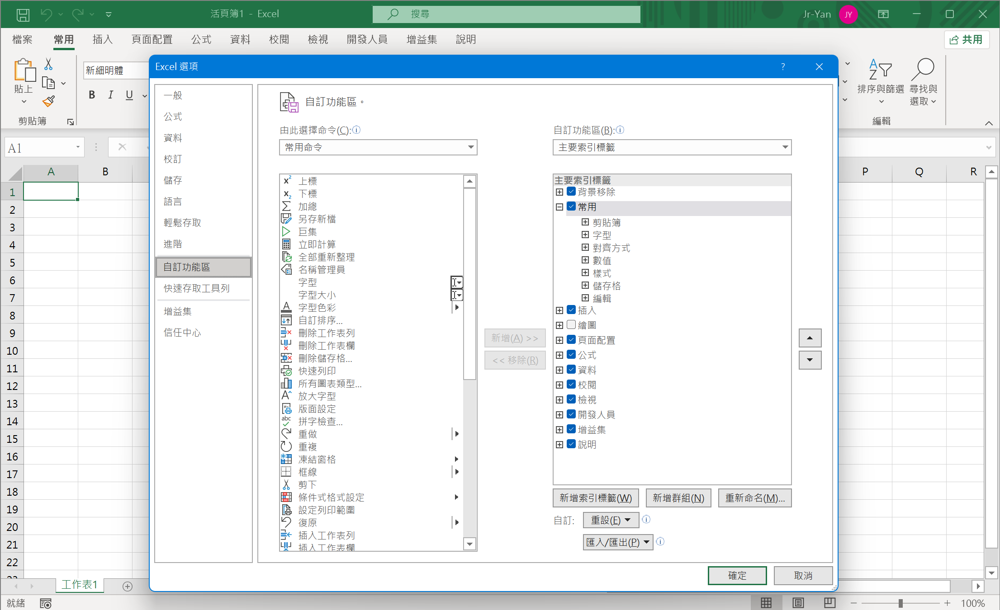 活頁簿1 - Excel
搜尋
Jr-Yan
JY
檔案
常用
插入
頁面配置
公式
資料
校閱
檢視
開發人員
增益集
說明
共用
貼上
剪貼簿
新細明體
B I U
排序與篩選
尋找與
選取
編輯
A1
A
B
P
Q
R
1
2
3
4
5
6
7
8
9
10
11
12
13
14
15
16
17
18
19
20
21
22
23
Excel 選項
?
一般
公式
資料
校訂
儲存
語言
輕鬆存取
進階
自訂功能區
快速存取工具列
增益集
信任中心
自訂功能區。
由此選擇命令(C):
常用命令
上標
下標
加總
另存新檔
巨集
立即計算
全部重新整理
名稱管理員
字型
字型大小
字型色彩
自訂排序...
刪除工作表列
刪除工作表欄
刪除儲存格...
快速列印
所有圖表類型...
放大字型
版面設定
拼字檢查...
重做
重複
凍結窗格
框線
剪下
條件式格式設定
設定列印範圍
復原
插入工作表列
插入工作表欄
新增(A) >>
<< 移除(R)
自訂功能區(B):
主要索引標籤
主要索引標籤
背景移除
常用
剪貼簿
字型
對齊方式
數值
樣式
儲存格
編輯
插入
繪圖
頁面配置
公式
資料
校閱
檢視
開發人員
增益集
說明
新增索引標籤(W)
新增群組(N)
重新命名(M)...
自訂:
重設(E)
匯入/匯出(P)
確定
取消
工作表1
就緒
100%